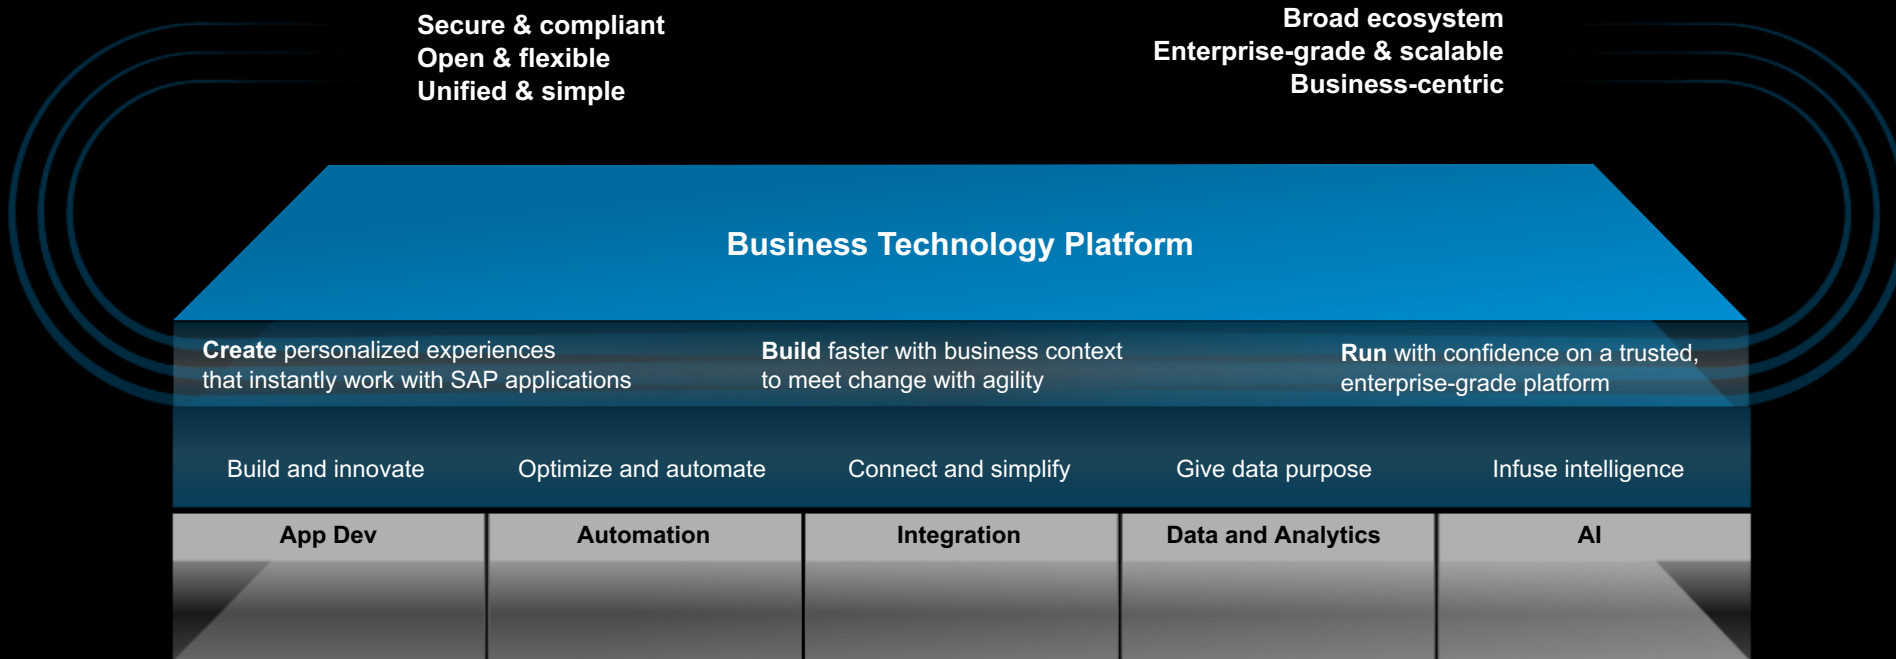 Secure & compliant
Open & flexible
Unified & simple
Broad ecosystem
Enterprise-grade & scalable
Business-centric
Business Technology Platform
Create personalized experiences
that instantly work with SAP applications
Build faster with business context
to meet change with agility
Run with confidence on a trusted,
enterprise-grade platform
Build and innovate
Optimize and automate
Connect and simplify
Give data purpose
Infuse intelligence
App Dev
Automation
Integration
Data and Analytics
AI